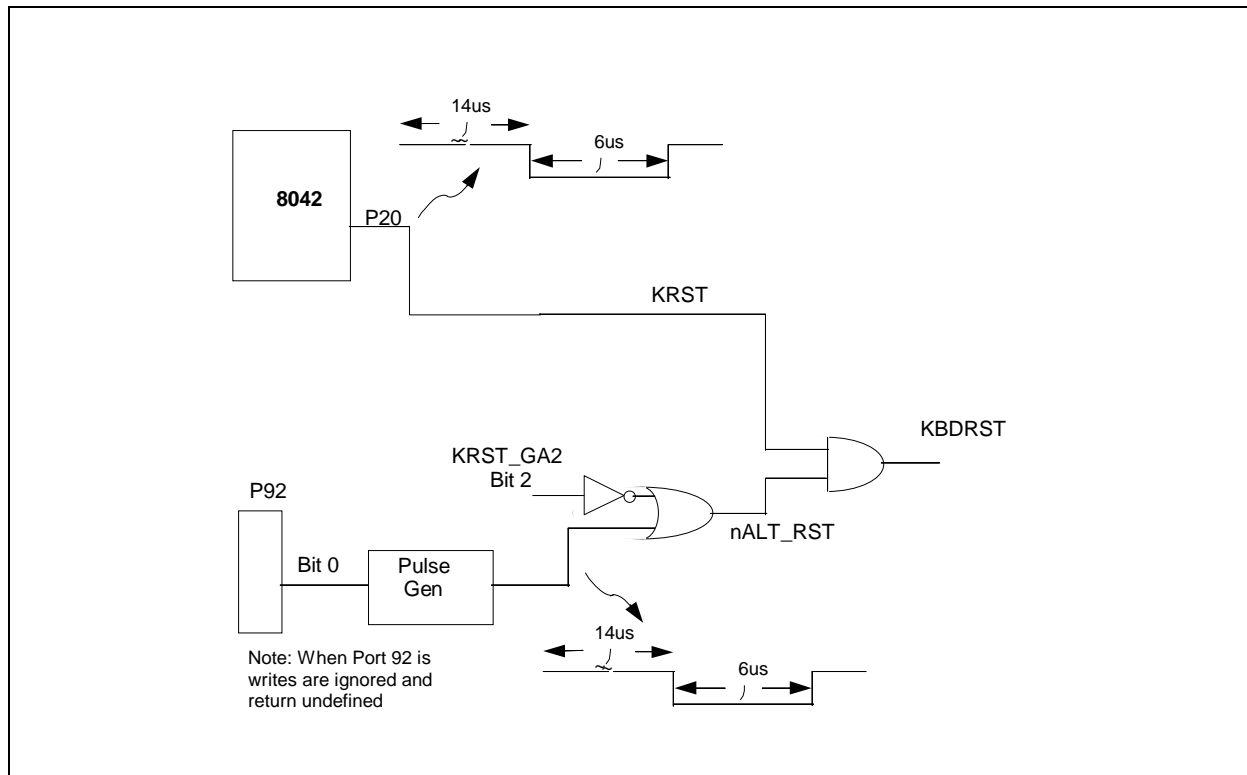 14us
6us
8042
P20
KRST
KBDRST
KRST_GA2
Bit 2
P92
nALT_RST
Bit 0
Pulse
Gen
14us
6us
Note: When Port 92 is
writes are ignored and
return undefined